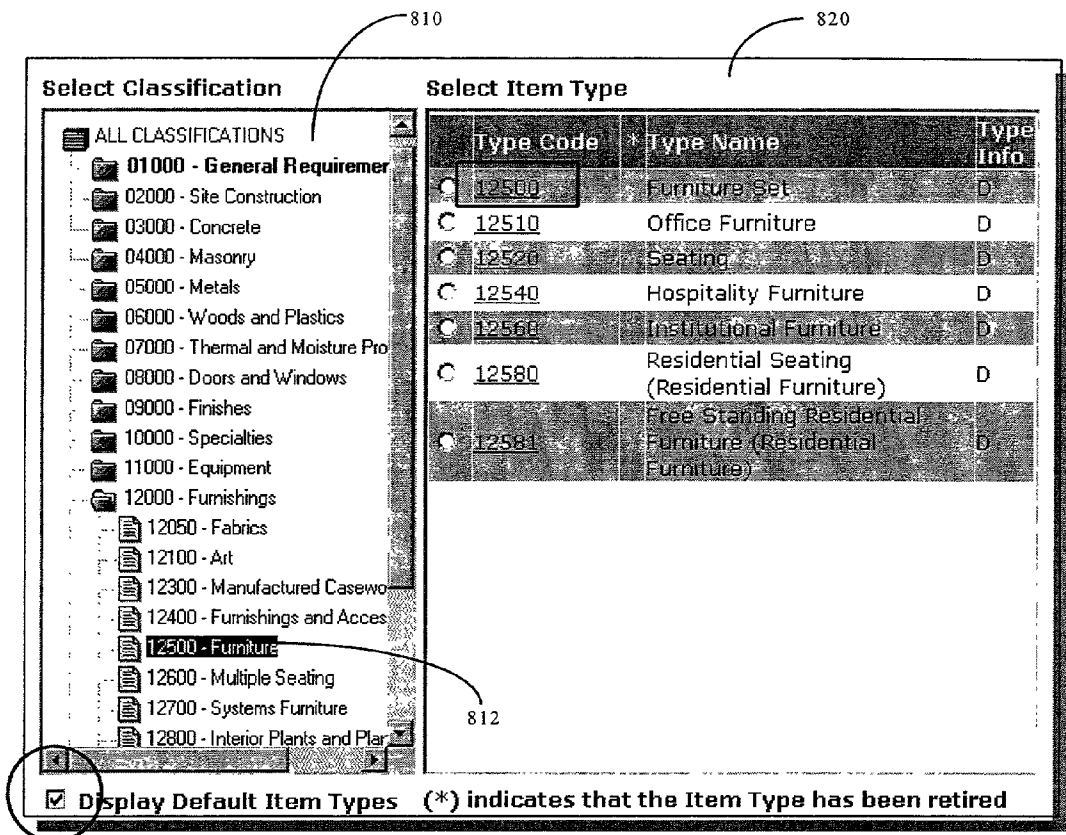 810
820
Select Classification
Select Item Type
ALL CLASSIFICATIONS
01000 - General Requiremer
02000 - Site Construction
03000 - Concrete
04000 - Masonry
05000 - Metals
06000 - Woods and Plastics
07000 - Thermal and Moisture Pro
08000 - Doors and Windows
09000 - Finishes
10000 - Specialties
11000 - Equipment
12000 - Furnishings
12050 - Fabrics
12100 - Art
12300 - Manufactured Casewo
12400 - Furnishings and Acces
12500 - Furniture
12600 - Multiple Seating
12700 - Systems Furniture
12800 - Interior Plants and Plar
Type Code * Type Name Type Info
12500 Furniture Set D
12510 Office Furniture D
12520 Seating D
12540 Hospitality Furniture D
12560 Institutional Furniture D
12580 Residential Seating
(Residential Furniture) D
12581 Free Standing Residential
Furniture (Residential
Furniture) D
812
Display Default Item Types (*) indicates that the Item Type has been retired